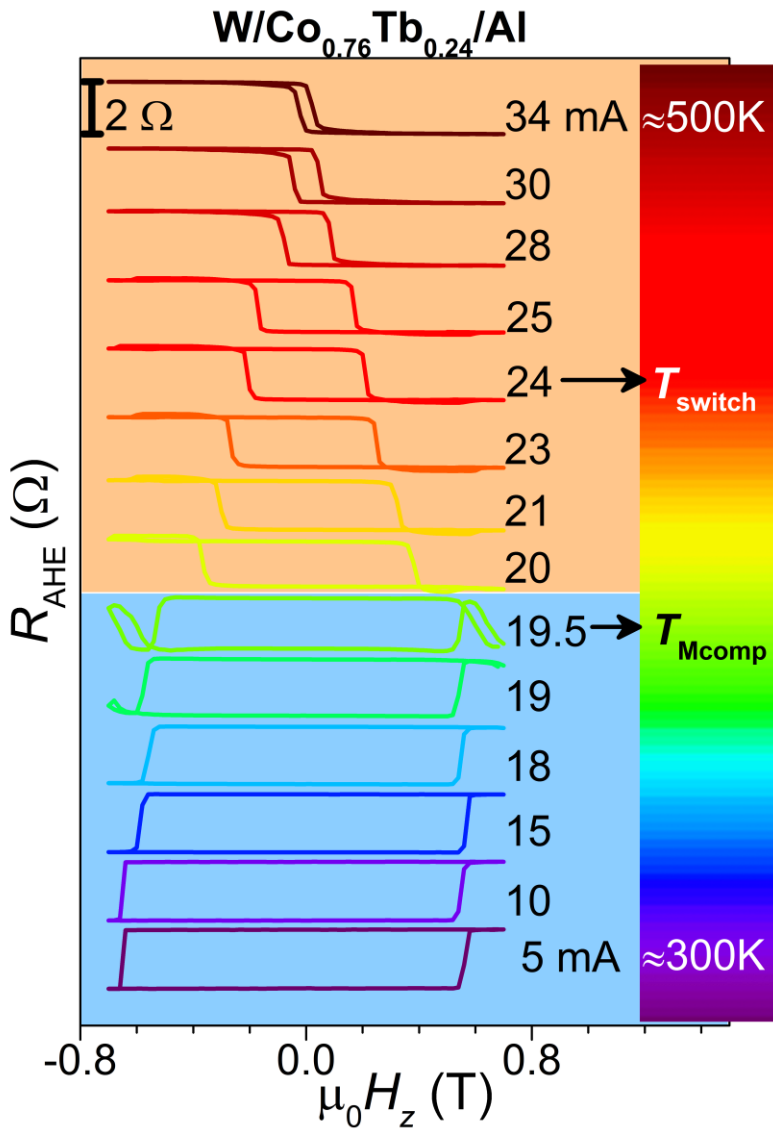 W/Co0.76Tb0.24/Al
2 Ω
34 mA ≈500K
30
28
25
24 Tswitch
23
21
20
19.5 TMcomp
19
18
15
10
5 mA ≈300K
RAHE (Ω)
-0.8 0.0 0.8
μ0Hz (T)